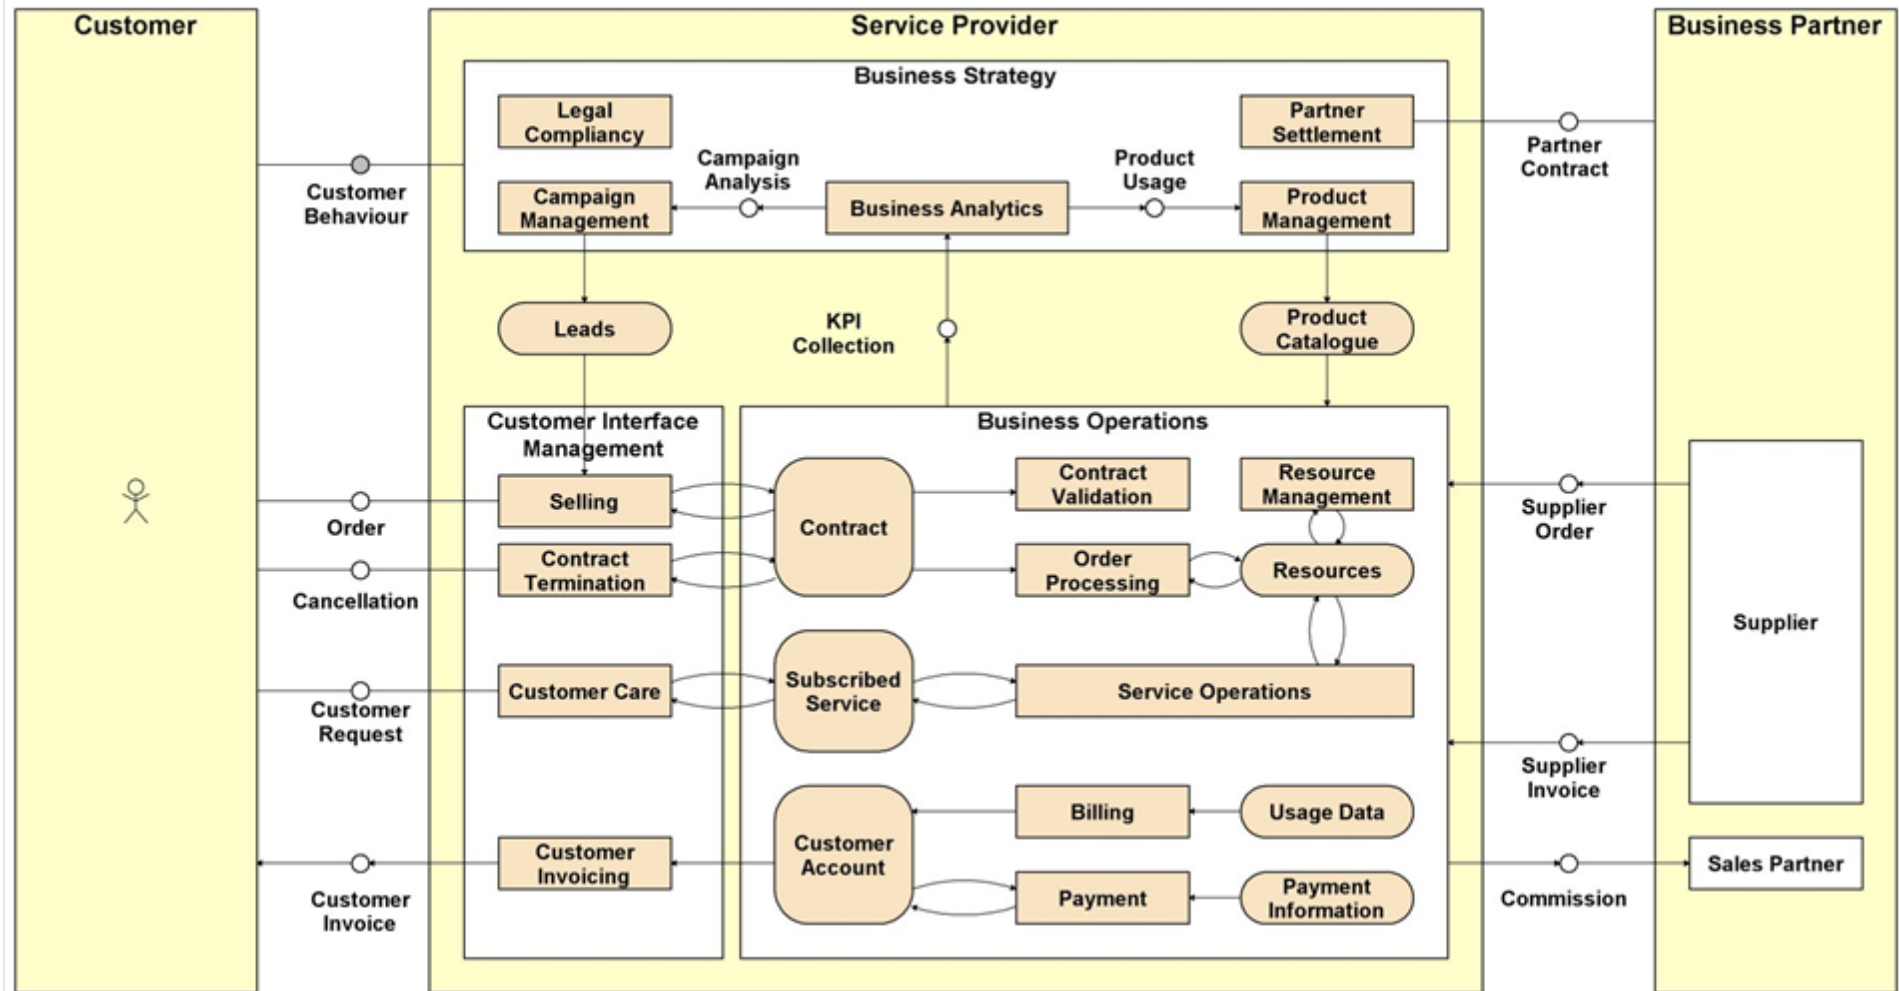 Customer
Service Provider
Business Partner
Business Strategy
Legal
Compliancy
Partner
Settlement
Partner
Contract
Customer
Behaviour
Campaign
Analysis
Product
Usage
Campaign
Management
Business Analytics
Product
Management
Leads
KPI
Collection
Product
Catalogue
Customer Interface
Management
Business Operations
Selling
Order
Contract
Contract
Validation
Resource
Management
Supplier
Order
Contract
Termination
Cancellation
Order
Processing
Resources
Supplier
Customer Care
Customer
Request
Subscribed
Service
Service Operations
Supplier
Invoice
Customer
Invoicing
Customer
Invoice
Customer
Account
Billing
Usage Data
Payment
Payment
Information
Sales Partner
Commission